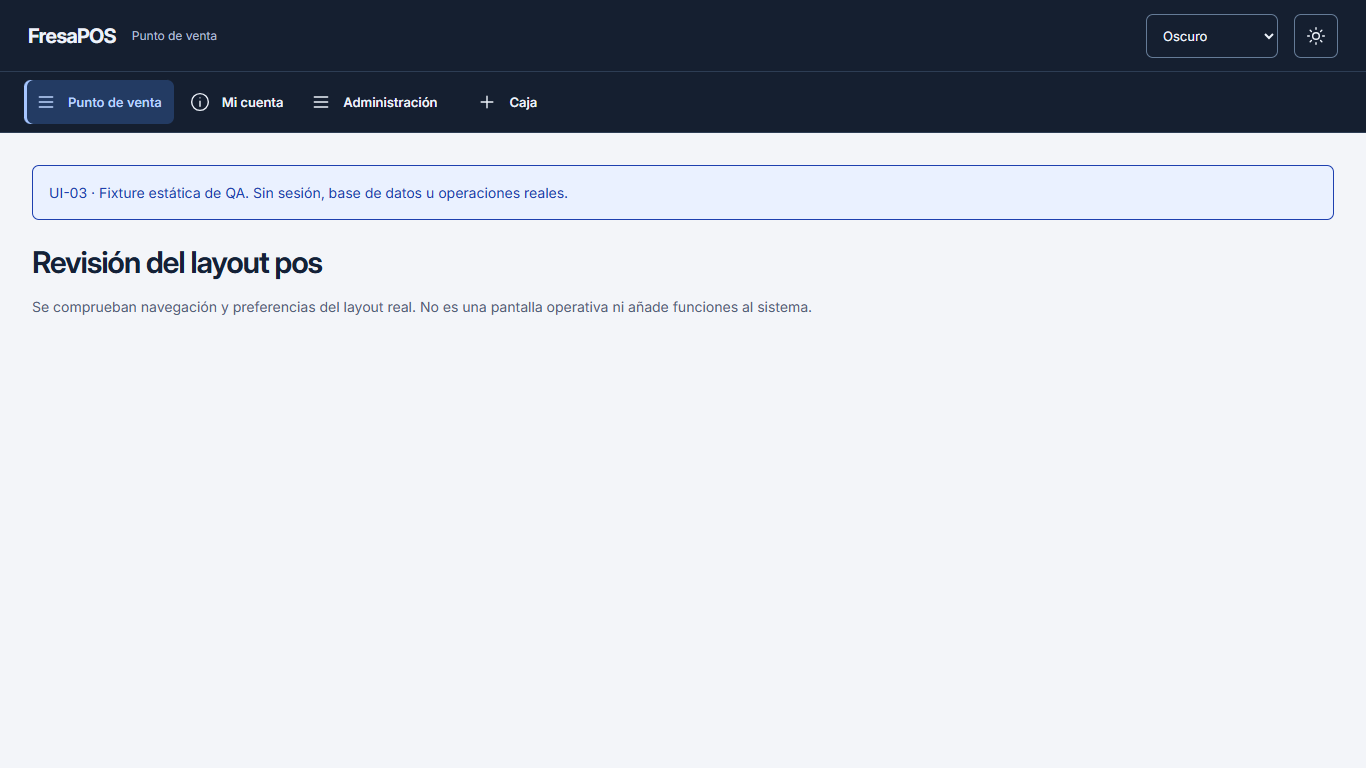 FresaPOS Punto de venta Oscuro
Punto de venta Mi cuenta Administración Caja
UI-03 · Fixture estática de QA. Sin sesión, base de datos u operaciones reales.
Revisión del layout pos
Se comprueban navegación y preferencias del layout real. No es una pantalla operativa ni añade funciones al sistema.